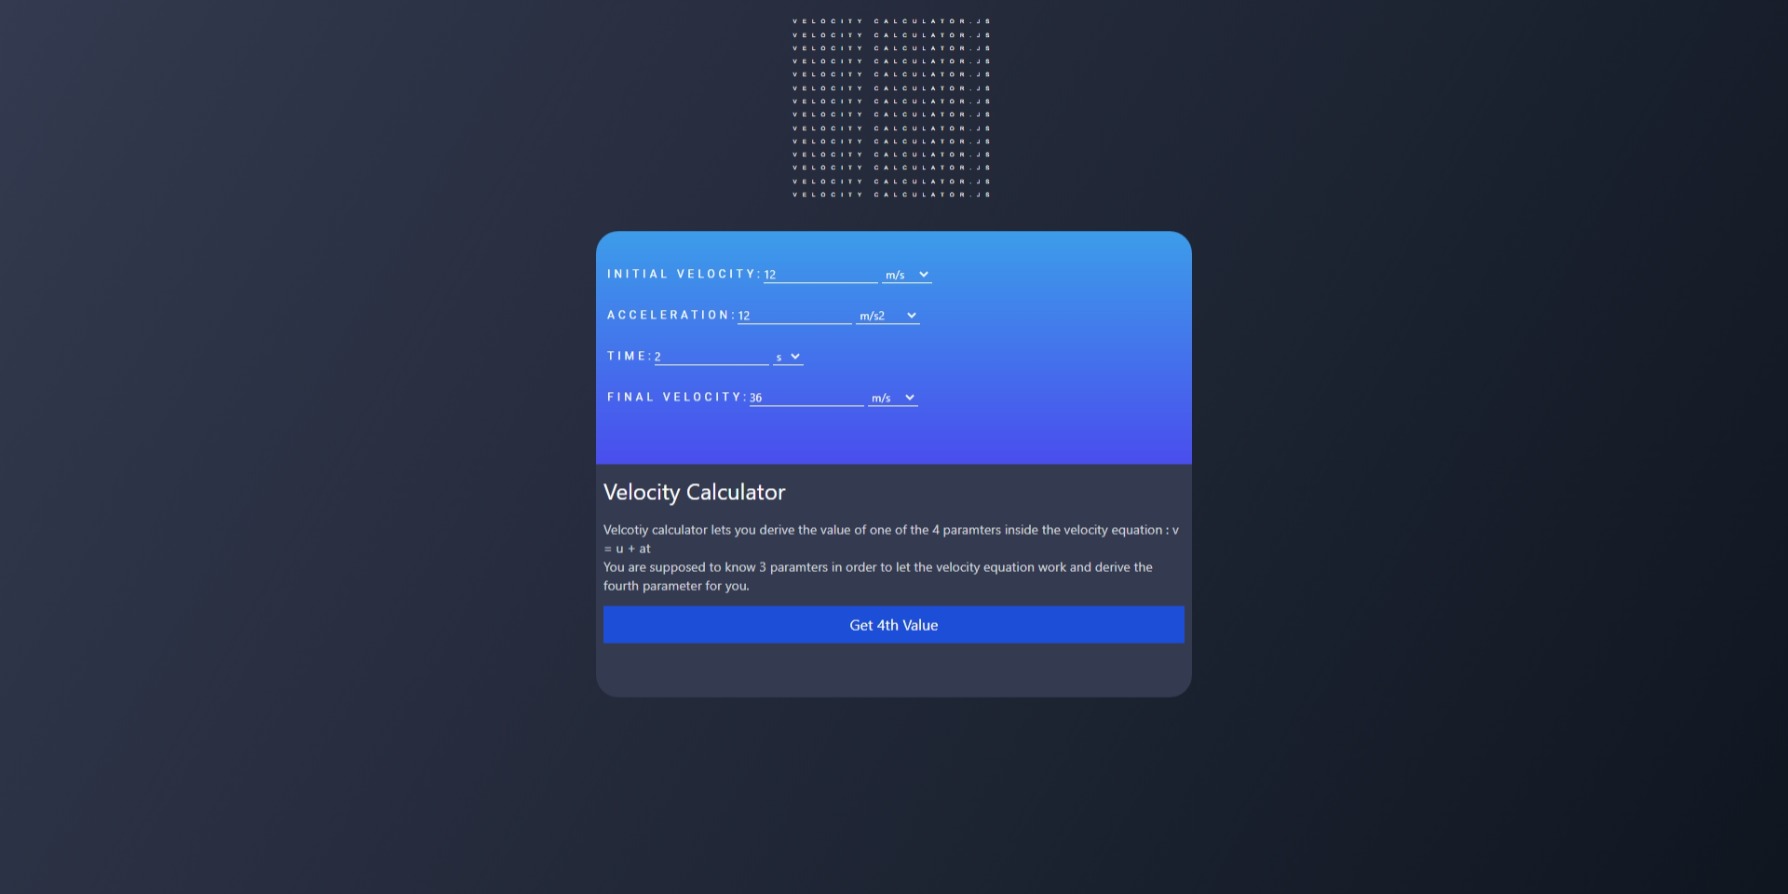 VELOCITY CALCULATOR.JS
VELOCITY CALCULATOR.JS
VELOCITY CALCULATOR.JS
VELOCITY CALCULATOR.JS
VELOCITY CALCULATOR.JS
VELOCITY CALCULATOR.JS
VELOCITY CALCULATOR.JS
VELOCITY CALCULATOR.JS
VELOCITY CALCULATOR.JS
VELOCITY CALCULATOR.JS
VELOCITY CALCULATOR.JS
VELOCITY CALCULATOR.JS
VELOCITY CALCULATOR.JS
VELOCITY CALCULATOR.JS
INITIAL VELOCITY:12 m/s
ACCELERATION:12 m/s2
TIME:2 s
FINAL VELOCITY:36 m/s
Velocity Calculator
Velcotiy calculator lets you derive the value of one of the 4 paramters inside the velocity equation : v
= u + at
You are supposed to know 3 paramters in order to let the velocity equation work and derive the
fourth parameter for you.
Get 4th Value